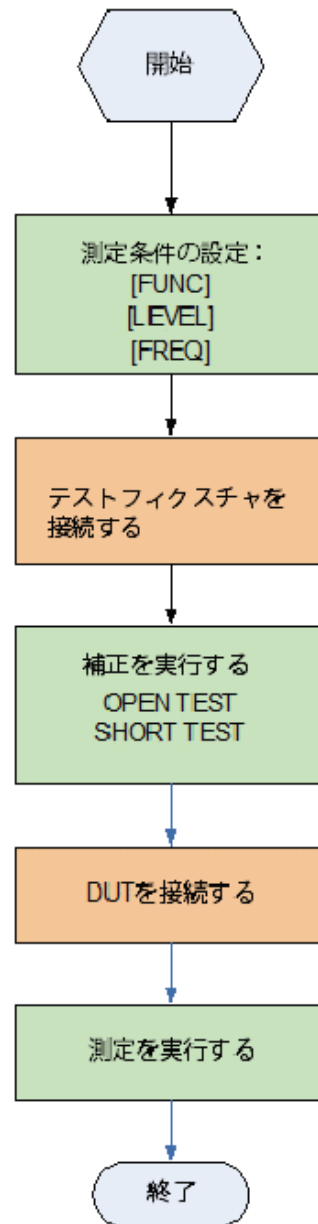 開始
測定条件の設定：
[FUNC]
[LIEVEL]
[FREQ]
テストフィクスチャを
接続する
補正を実行する
OPEN TEST
SHORT TEST
DUTを接続する
測定を実行する
終了